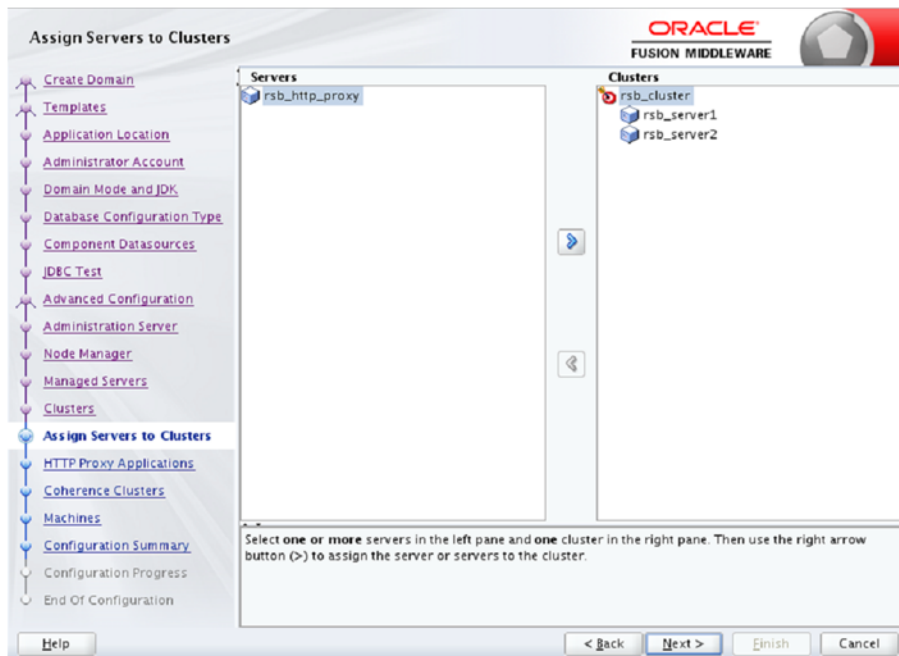 Assign Servers to Clusters
ORACLE
FUSION MIDDLEWARE
Create Domain
Templates
Application Location
Administrator Account
Domain Mode and JDK
Database Configuration Type
Component Datasources
JDBC Test
Advanced Configuration
Administration Server
Node Manager
Managed Servers
Clusters
Assign Servers to Clusters
HTTP Proxy Applications
Coherence Clusters
Machines
Configuration Summary
Configuration Progress
End Of Configuration
Servers
rsb_http_proxy
Clusters
rsb_cluster
rsb_server1
rsb_server2
Select one or more servers in the left pane and one cluster in the right pane. Then use the right arrow
button (>) to assign the server or servers to the cluster.
Help
< Back
Next >
Finish
Cancel